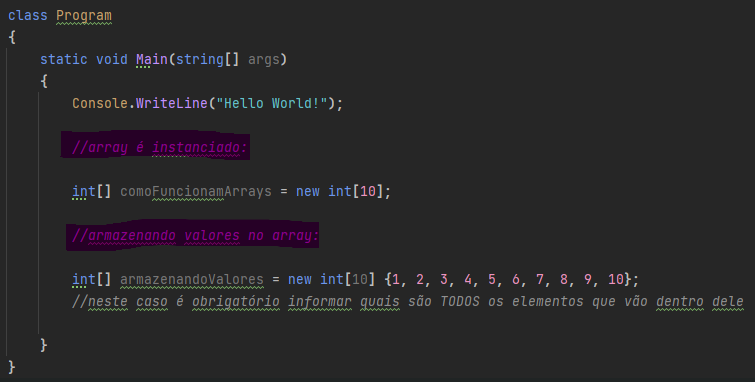 class Program
{
static void Main(string[] args)
{
Console.WriteLine("Hello World!");
//array é instanciado:
int[] comoFuncionamArrays = new int[10];
//armazenando valores no array:
int[] armazenandoValores = new int[10] {1, 2, 3, 4, 5, 6, 7, 8, 9, 10};
//neste caso é obrigatório informar quais são TODOS os elementos que vão dentro dele
}
}